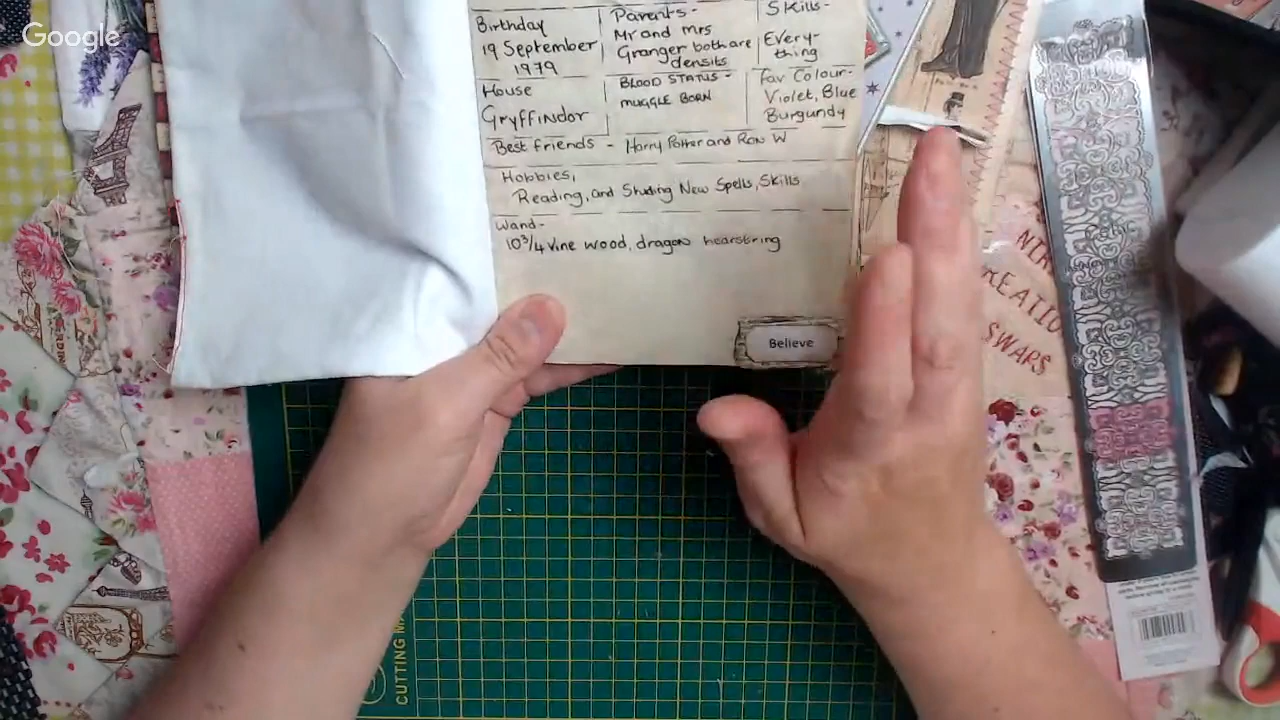 Google
Birthday
19 September
1979
Parents-
Mr and Mrs
Granger both are
densits
Skills-
Every-
thing
House
Gryffindor
BLOOD STATUS -
MUGGLE BORN
Fav Colour-
Violet, Blue
Burgundy
Best friends - Harry Potter and Ron W
Hobbies,
Reading, and Studing New Spells, Skills
Wand-
10 3/4 Vine wood, dragon hearstring
Believe
SWAPS
CUTTING